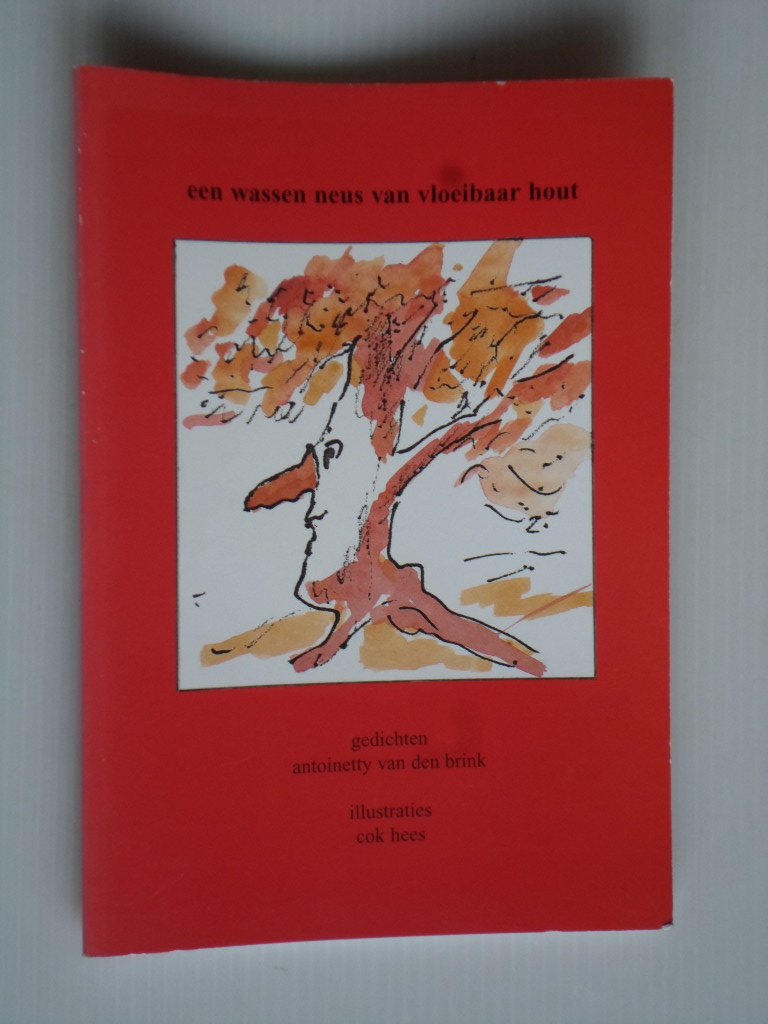 een wassen neus van vloeibaar hout
gedichten
antoinetty van den brink
illustraties
cok hees